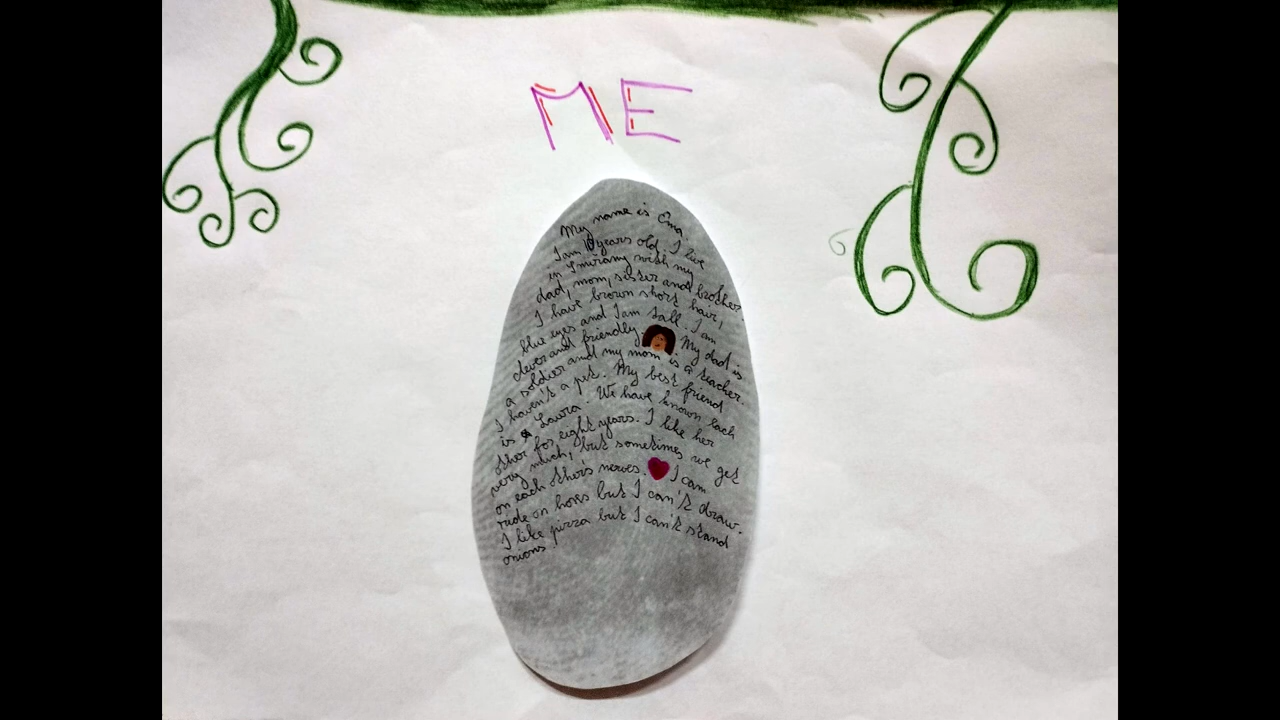 ME
My name is Ema.
I am years old. I live
in Smižany with my brother
dad, mom, sister and brother.
I have brown short hair,
blue eyes and I am tall. I am
clever and friendly. My dad is
a soldier and my mom is a teacher.
I haven't a pet. My best friend
is Laura. We have known each
other for eight years. I like her
very much, but sometimes we get
on each other's nerves. I can
ride on horse but I can't draw.
I like pizza but I can't stand
onions.